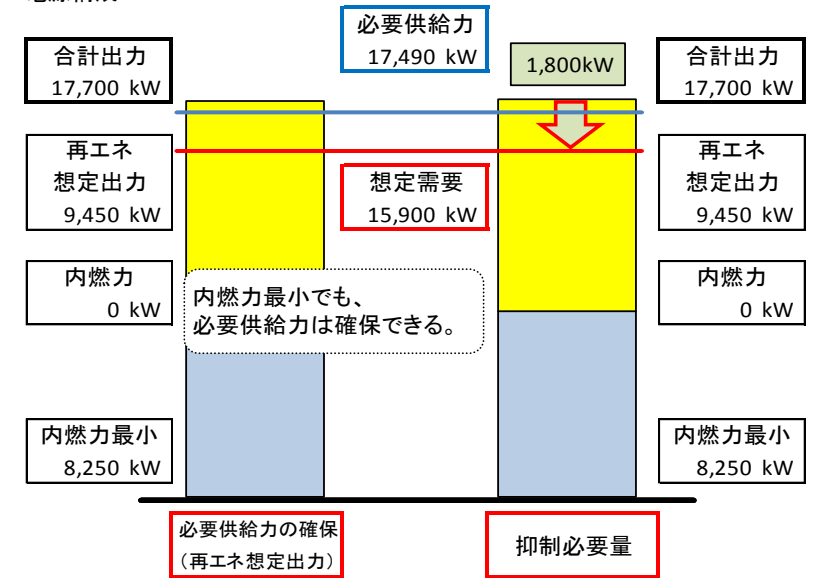 必要供給力
17,490 kW
1,800kW
合計出力
17,700 kW
合計出力
17,700 kW
再エネ
想定出力
9,450 kW
想定需要
15,900 kW
再エネ
想定出力
9,450 kW
内燃力
0 kW
内燃力最小でも、
必要供給力は確保できる。
内燃力
0 kW
内燃力最小
8,250 kW
内燃力最小
8,250 kW
必要供給力の確保
（再エネ想定出力）
抑制必要量